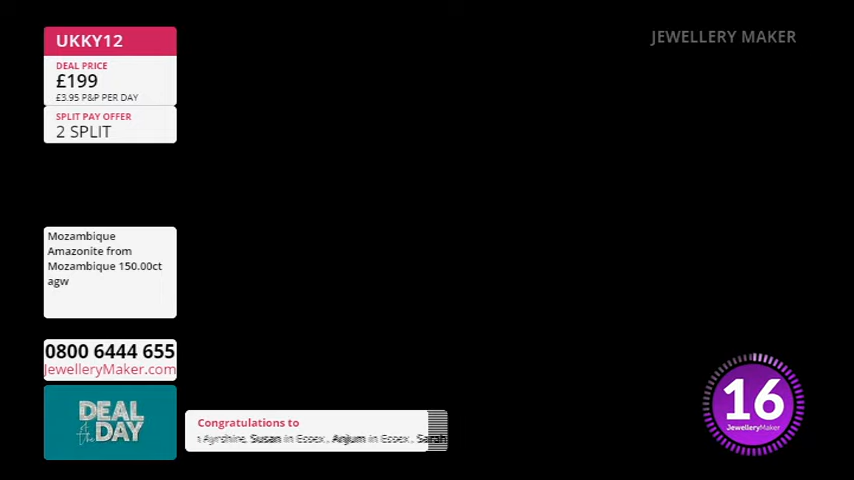 UKKY12
DEAL PRICE
£199
£3.95 P&P PER DAY
SPLIT PAY OFFER
2 SPLIT
JEWELLERY MAKER
Mozambique
Amazonite from
Mozambique 150.00ct
agw
0800 6444 655
JewelleryMaker.com
DEAL
of the
DAY
Congratulations to
Ayrshire, Susan in Essex, Anjum in Essex, Sarah
16
JewelleryMaker